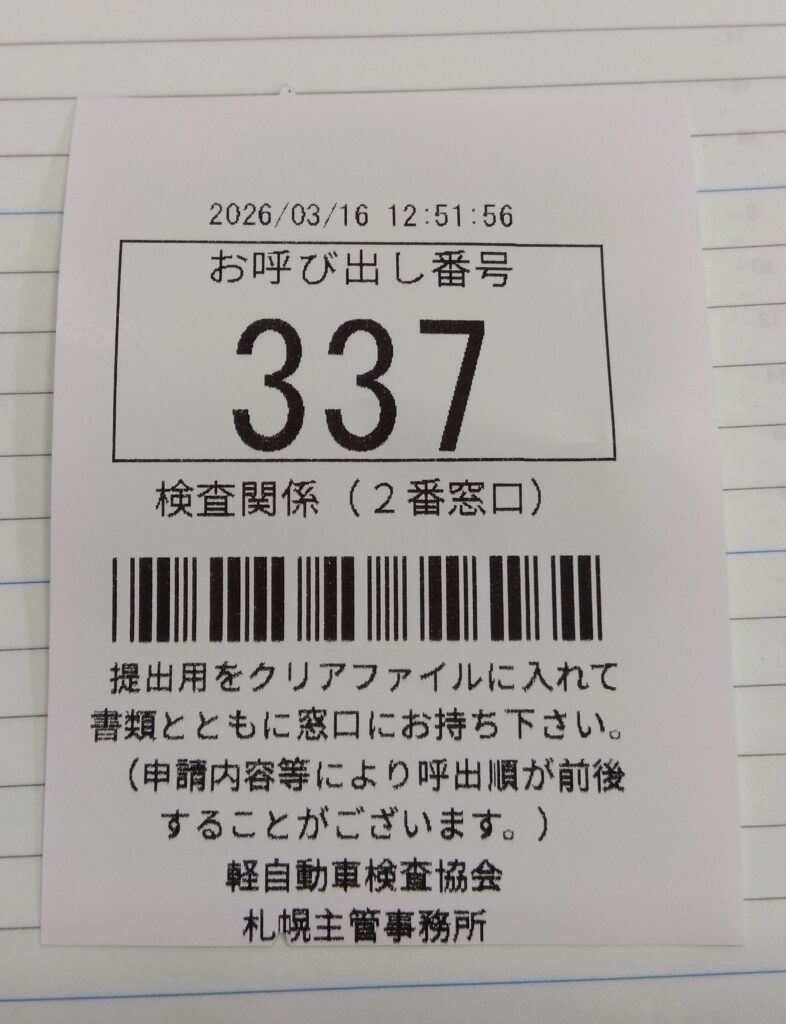 2026/03/16 12:51:56
お呼び出し番号
337
検査関係（２番窓口）
提出用をクリアファイルに入れて
書類とともに窓口にお持ち下さい。
（申請内容等により呼出順が前後
することがございます。）
軽自動車検査協会
札幌主管事務所